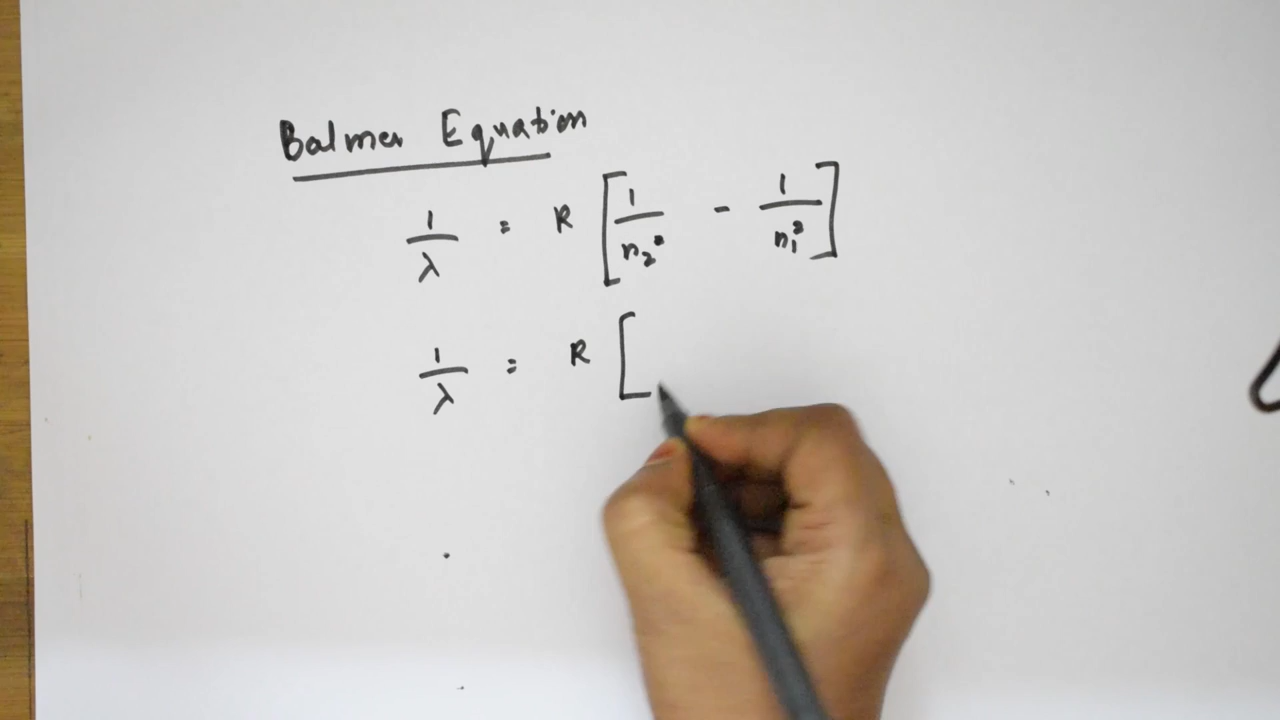 Balmer Equation
1/λ = R [ 1/n₂² - 1/n₁² ]
1/λ = R [